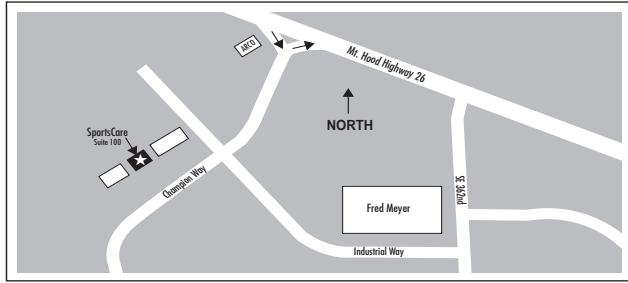 ARCO
Mt. Hood Highway 26
NORTH
SportsCare
Suite 100
Champion Way
SE 362nd
Fred Meyer
Industrial Way